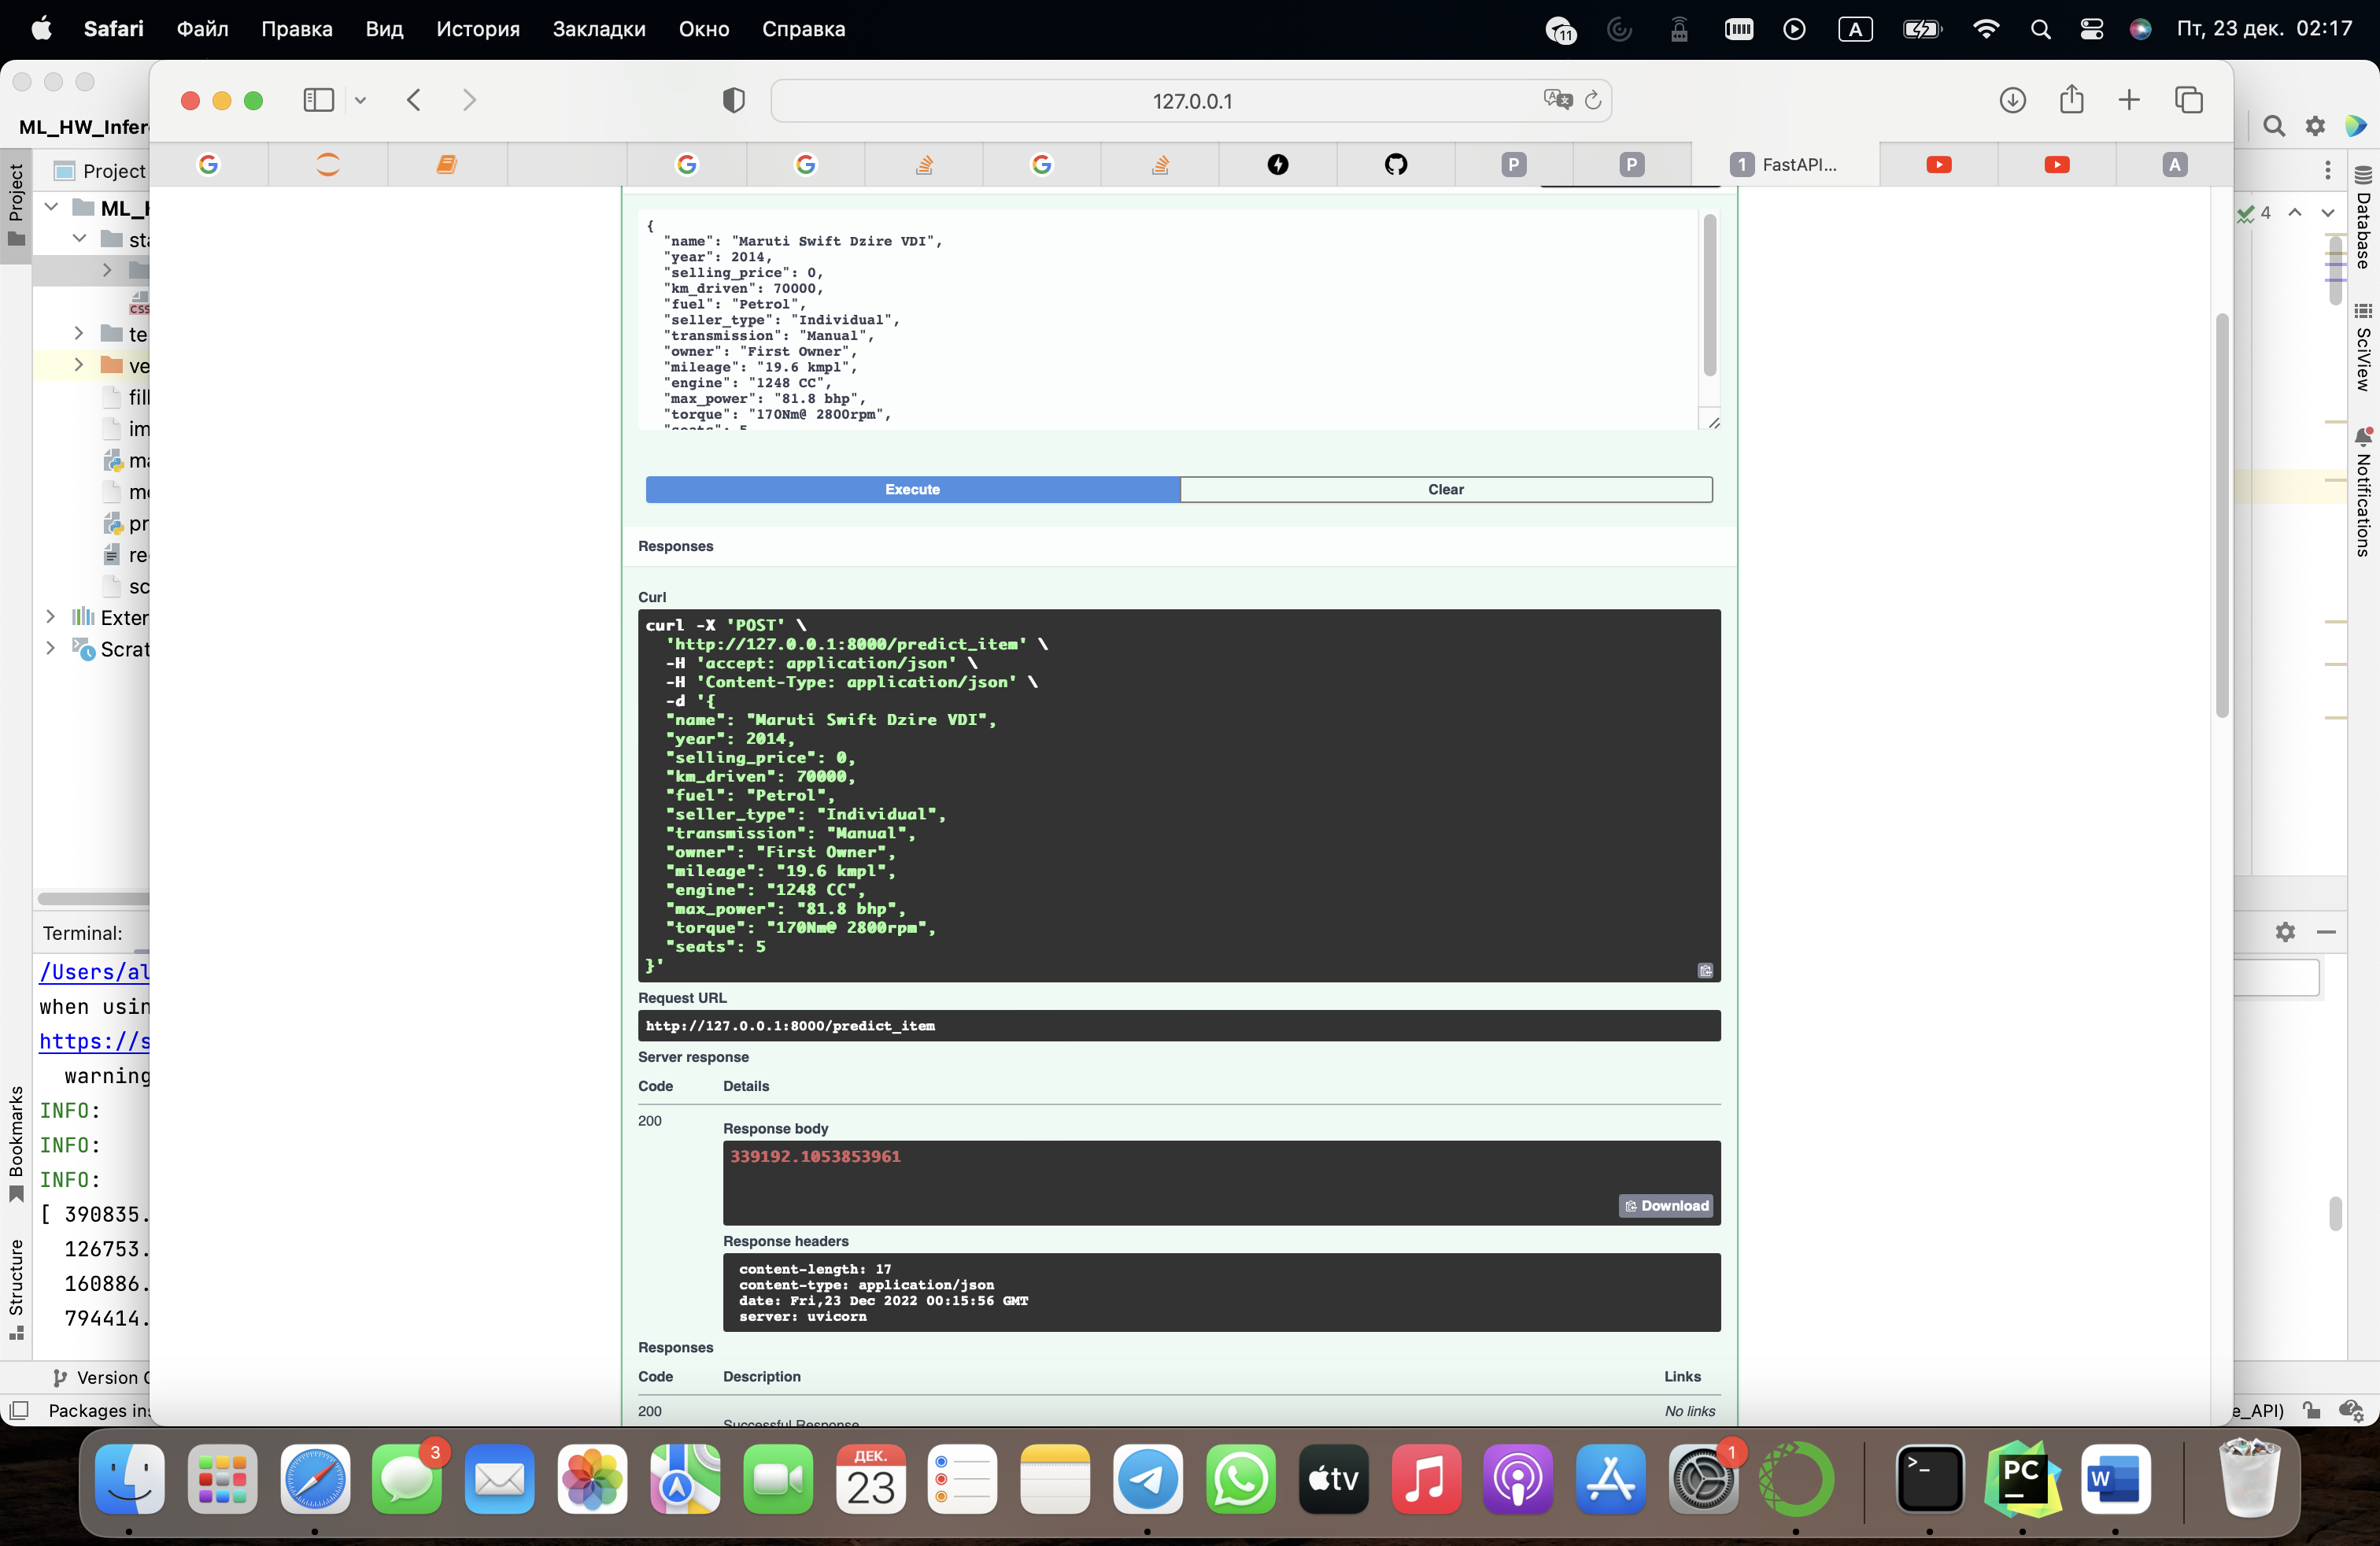 Safari Файл Правка Вид История Закладки Окно Справка
11
A
Пт, 23 дек. 02:17
127.0.0.1
ML_HW_Infer
P
P
1 FastAPI...
A
Project
Project
ML_H
sta
css
te
ve
fill
im
ma
me
pr
re
sc
Exter
Scrat
4
Database
SciView
Notifications
{
"name": "Maruti Swift Dzire VDI",
"year": 2014,
"selling_price": 0,
"km_driven": 70000,
"fuel": "Petrol",
"seller_type": "Individual",
"transmission": "Manual",
"owner": "First Owner",
"mileage": "19.6 kmpl",
"engine": "1248 CC",
"max_power": "81.8 bhp",
"torque": "170Nm@ 2800rpm",
"seats": 5
Execute
Clear
Responses
Curl
curl -X 'POST' \
'http://127.0.0.1:8000/predict_item' \
-H 'accept: application/json' \
-H 'Content-Type: application/json' \
-d '{
"name": "Maruti Swift Dzire VDI",
"year": 2014,
"selling_price": 0,
"km_driven": 70000,
"fuel": "Petrol",
"seller_type": "Individual",
"transmission": "Manual",
"owner": "First Owner",
"mileage": "19.6 kmpl",
"engine": "1248 CC",
"max_power": "81.8 bhp",
"torque": "170Nm@ 2800rpm",
"seats": 5
}'
Request URL
http://127.0.0.1:8000/predict_item
Server response
Code Details
200
Response body
339192.1053853961
Download
Response headers
content-length: 17
content-type: application/json
date: Fri,23 Dec 2022 00:15:56 GMT
server: uvicorn
Responses
Code Description Links
200
Successful Response
No links
Terminal:
/Users/al
when usin
https://s
warning
INFO:
INFO:
INFO:
[ 390835.
126753.
160886.
794414.
Bookmarks
Structure
Version C
Packages ins
e_API)
3
ДЕК.
23
tv
1
>_
PC
W